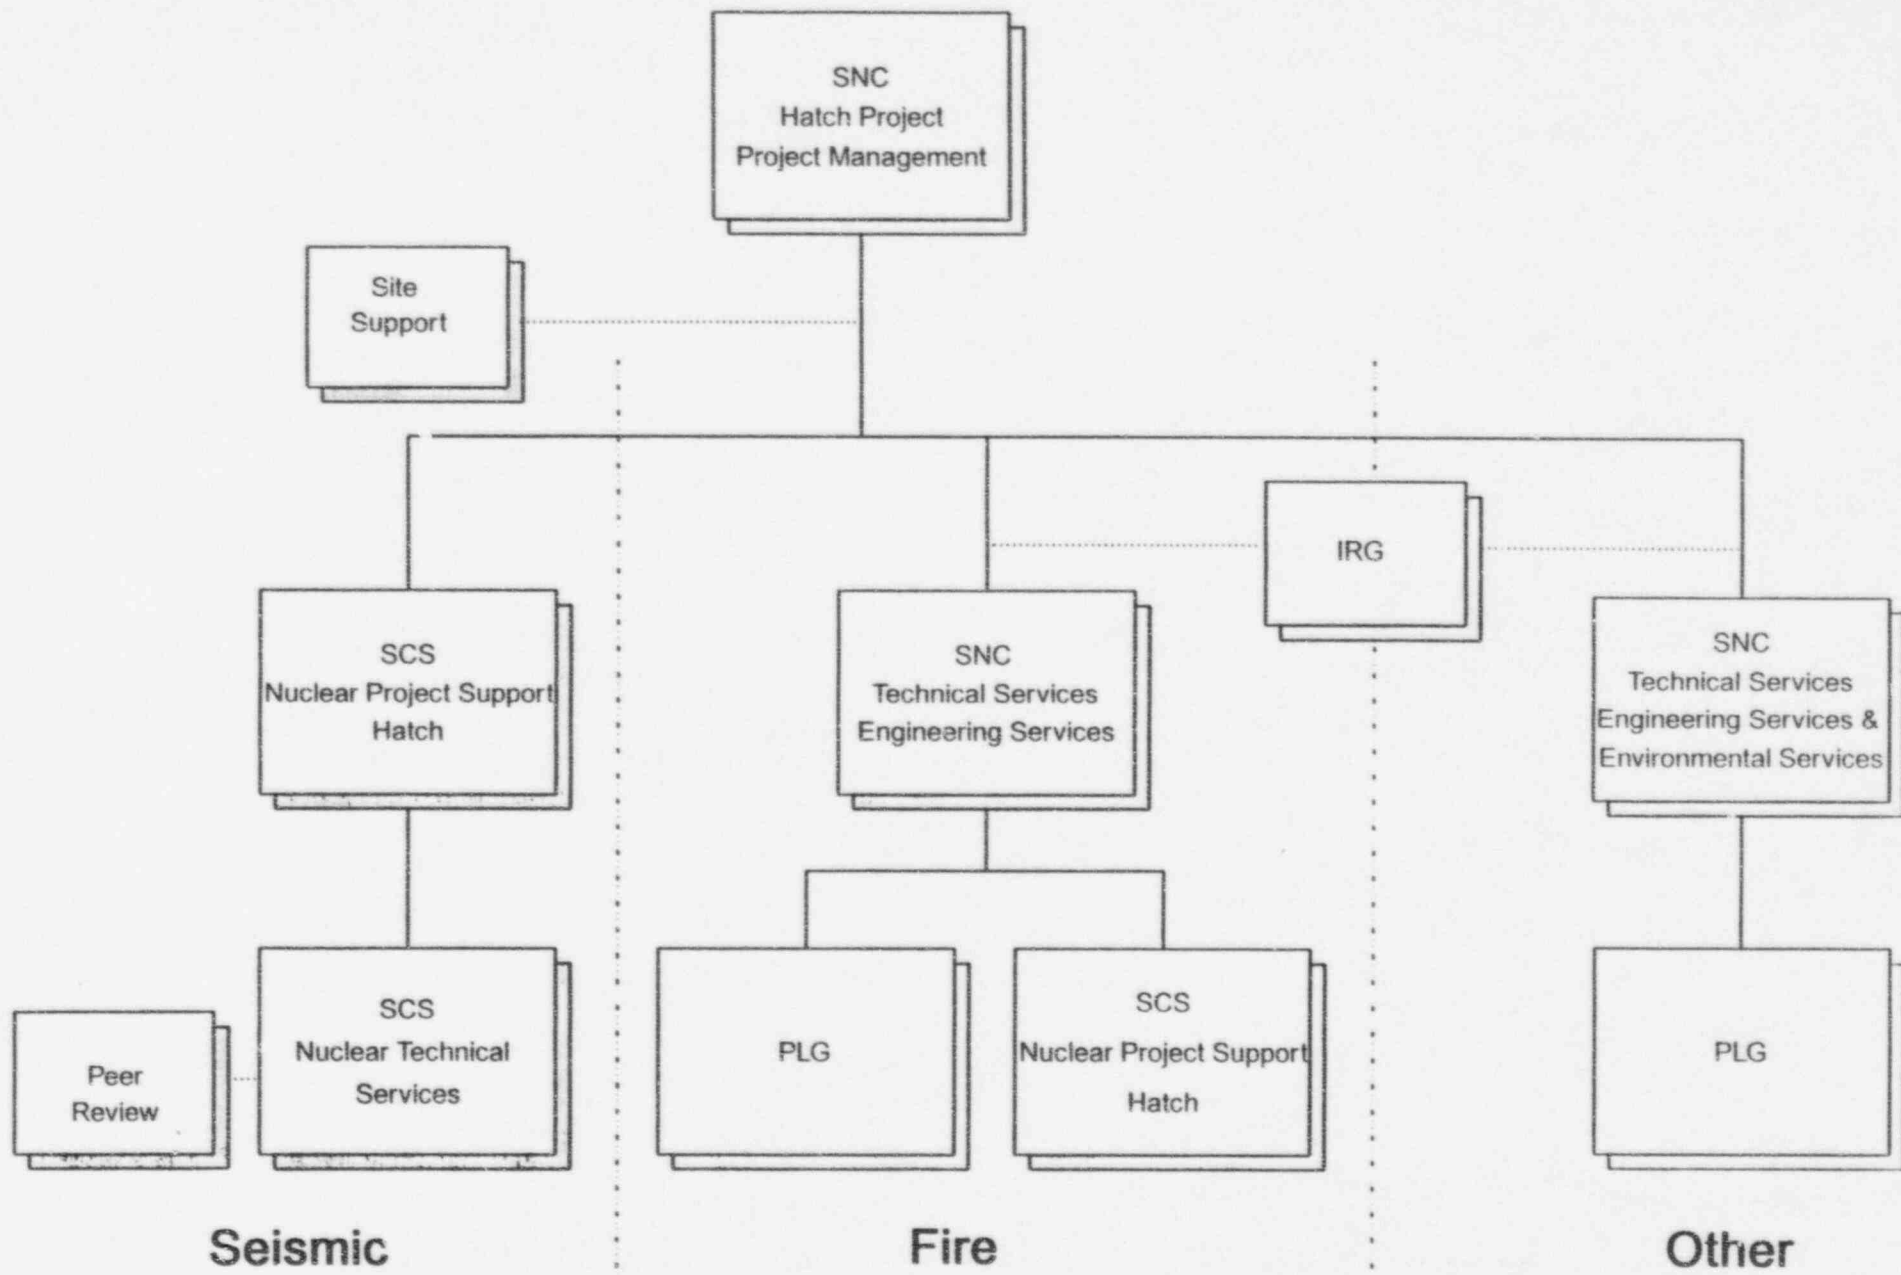 SNC
Hatch Project
Project Management
Site
Support
IRG
SCS
Nuclear Project Support
Hatch
SNC
Technical Services
Engineering Services
SNC
Technical Services
Engineering Services &
Environmental Services
Peer
Review
SCS
Nuclear Technical
Services
PLG
SCS
Nuclear Project Support
Hatch
PLG
Seismic
Fire
Other